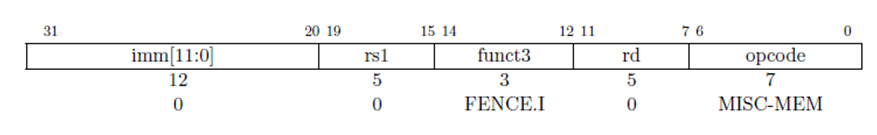 31 20 19 15 14 12 11 7 6 0
imm[11:0] rs1 funct3 rd opcode
12 5 3 5 7
0 0 FENCE.I 0 MISC-MEM